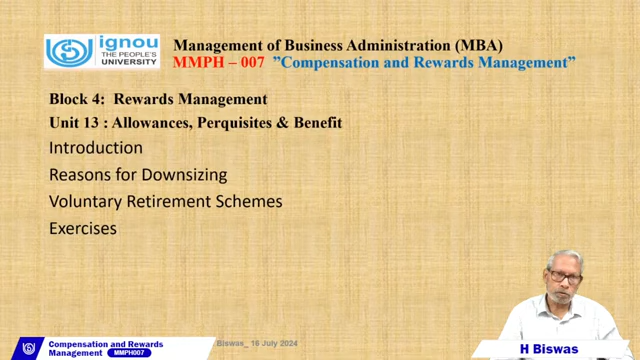 ignou
THE PEOPLE'S
UNIVERSITY
Management of Business Administration (MBA)
MMPH – 007 ”Compensation and Rewards Management”
Block 4: Rewards Management
Unit 13 : Allowances, Perquisites & Benefit
Introduction
Reasons for Downsizing
Voluntary Retirement Schemes
Exercises
Compensation and Rewards
Management MMPH007
Biswas_ 16 July 2024
H Biswas